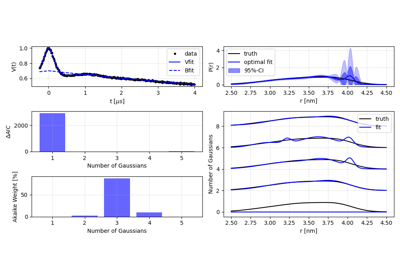 V(t)
1.0
0.8
0.6
data
Vfit
Bfit
0 1 2 3 4
t [μs]
P(r)
4
2
0
truth
optimal fit
95%-CI
2.50 2.75 3.00 3.25 3.50 3.75 4.00 4.25 4.50
r [nm]
ΔAIC
2000
0
1 2 3 4 5
Number of Gaussians
Akaike Weight [%]
50
0
1 2 3 4 5
Number of Gaussians
Number of Gaussians
8
6
4
2
0
truth
fit
2.50 2.75 3.00 3.25 3.50 3.75 4.00 4.25 4.50
r [nm]